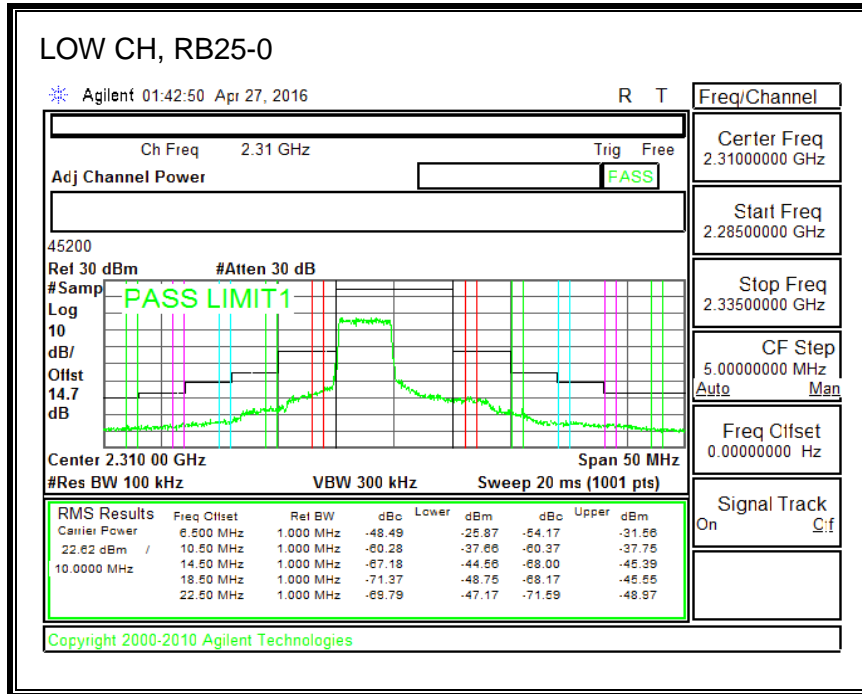 LOW CH, RB25-0
Agilent 01:42:50 Apr 27, 2016 R T
Ch Freq 2.31 GHz Trig Free
Adj Channel Power PASS
45200
Ref 30 dBm #Atten 30 dB
#Samp
Log
10
dB/
Offst
14.7
dB
PASS LIMIT1
Center 2.310 00 GHz Span 50 MHz
#Res BW 100 kHz VBW 300 kHz Sweep 20 ms (1001 pts)
RMS Results Freq Offset Ref BW dBc Lower dBm dBc Upper dBm
Carrier Power 6.500 MHz 1.000 MHz -48.49 -25.87 -54.17 -31.56
22.62 dBm / 10.50 MHz 1.000 MHz -60.28 -37.66 -60.37 -37.75
10.0000 MHz 14.50 MHz 1.000 MHz -67.18 -44.56 -68.00 -45.39
18.50 MHz 1.000 MHz -71.37 -48.75 -68.17 -45.55
22.50 MHz 1.000 MHz -69.79 -47.17 -71.59 -48.97
Copyright 2000-2010 Agilent Technologies
Freq/Channel
Center Freq
2.31000000 GHz
Start Freq
2.28500000 GHz
Stop Freq
2.33500000 GHz
CF Step
5.00000000 MHz
Auto Man
Freq Offset
0.00000000 Hz
Signal Track
On Off